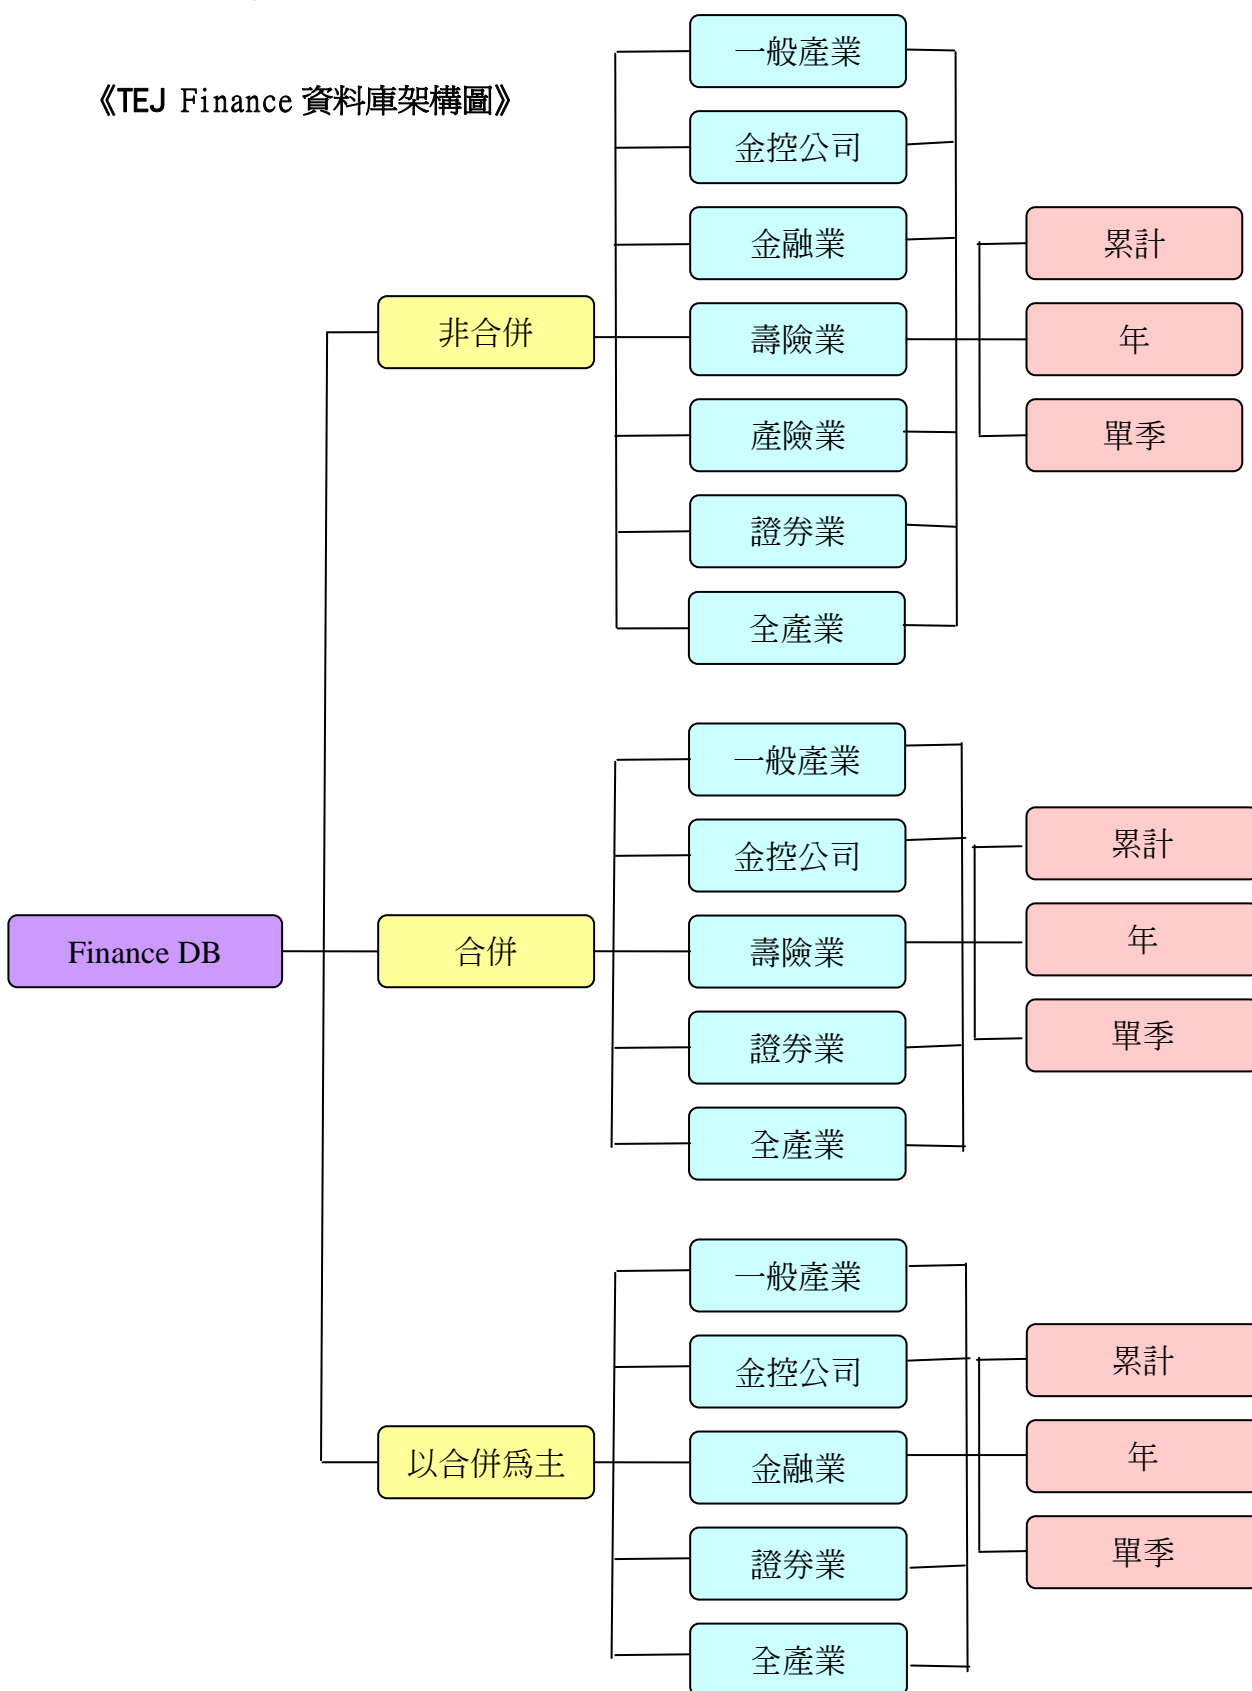 《TEJ Finance 資料庫架構圖》
一般產業
金控公司
金融業
壽險業
產險業
證券業
全產業
非合併
累計
年
單季
一般產業
金控公司
壽險業
證券業
全產業
Finance DB
合併
累計
年
單季
一般產業
金控公司
金融業
證券業
全產業
以合併為主
累計
年
單季